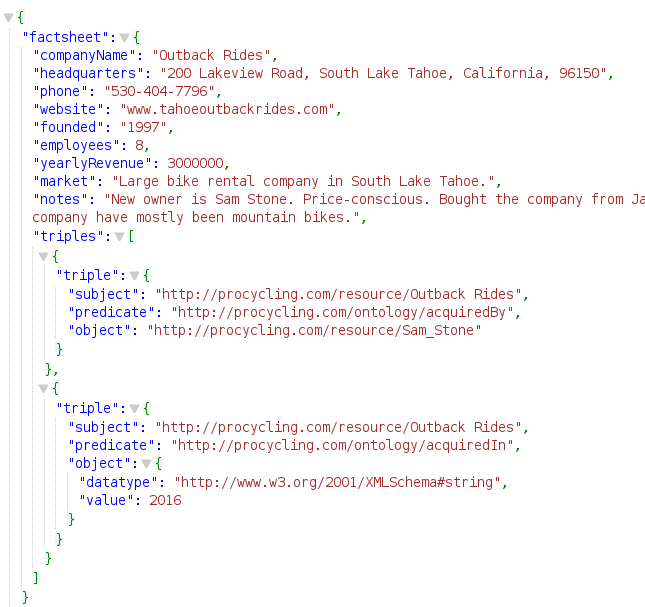 {
"factsheet": {
"companyName": "Outback Rides",
"headquarters": "200 Lakeview Road, South Lake Tahoe, California, 96150",
"phone": "530-404-7796",
"website": "www.tahoeoutbackrides.com",
"founded": "1997",
"employees": 8,
"yearlyRevenue": 3000000,
"market": "Large bike rental company in South Lake Tahoe.",
"notes": "New owner is Sam Stone. Price-conscious. Bought the company from Ja
company have mostly been mountain bikes.",
"triples": [
{
"triple": {
"subject": "http://procycling.com/resource/Outback Rides",
"predicate": "http://procycling.com/ontology/acquiredBy",
"object": "http://procycling.com/resource/Sam_Stone"
}
},
{
"triple": {
"subject": "http://procycling.com/resource/Outback Rides",
"predicate": "http://procycling.com/ontology/acquiredIn",
"object": {
"datatype": "http://www.w3.org/2001/XMLSchema#string",
"value": 2016
}
}
}
]
}